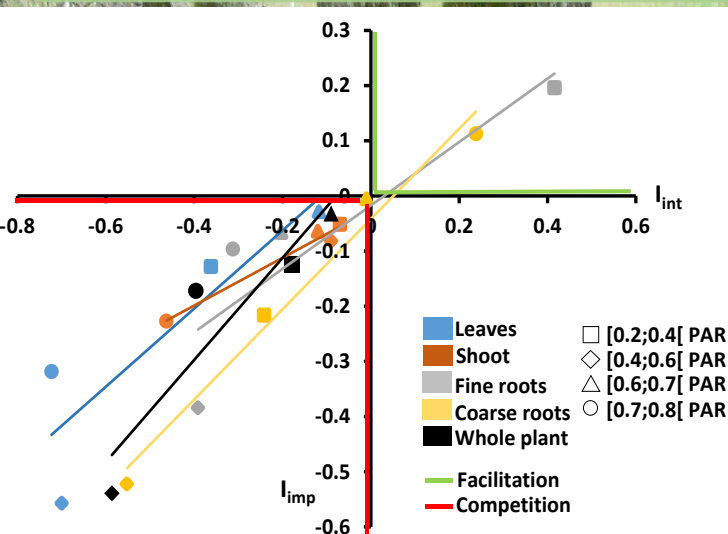 0.3
0.2
0.1
0
-0.8 -0.6 -0.4 -0.2 0 0.2 0.4 0.6
I_int
-0.1
-0.2
-0.3
-0.4
-0.5
-0.6
I_imp
Leaves
Shoot
Fine roots
Coarse roots
Whole plant
Facilitation
Competition
[0.2;0.4[ PAR
[0.4;0.6[ PAR
[0.6;0.7[ PAR
[0.7;0.8[ PAR